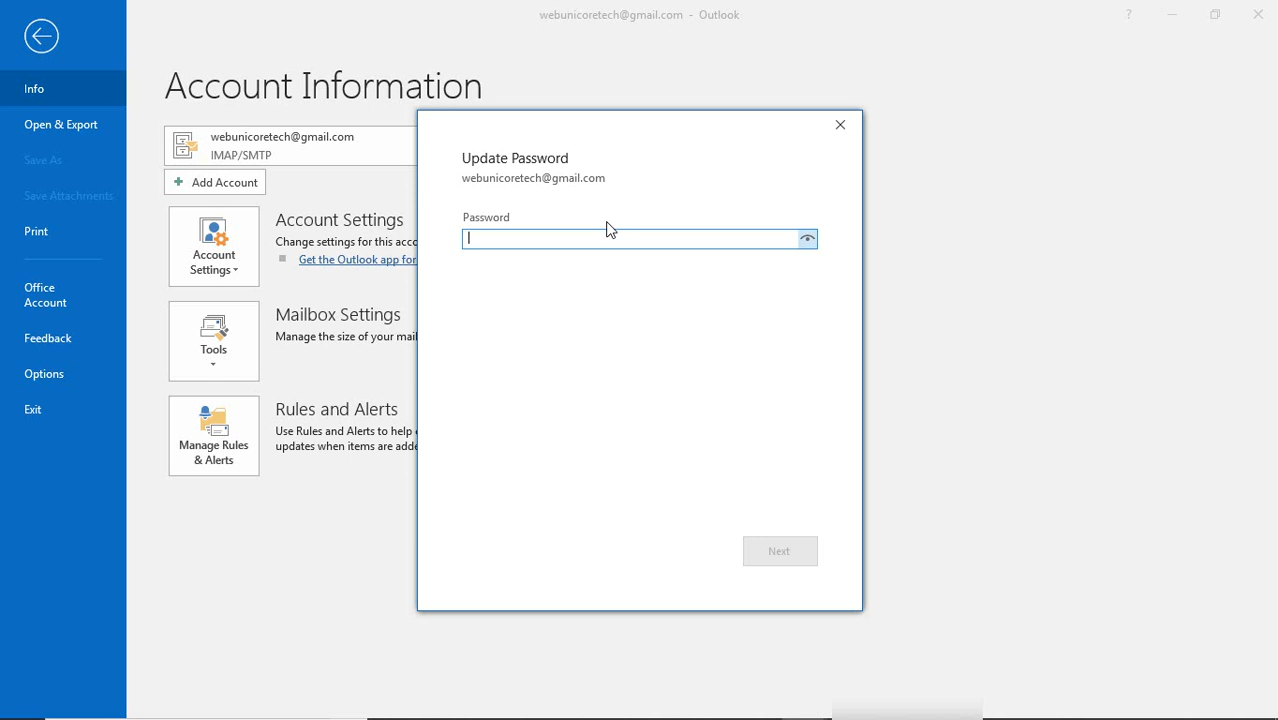 webunicoretech@gmail.com - Outlook
?
Info
Open & Export
Save As
Save Attachments
Print
Office
Account
Feedback
Options
Exit
Account Information
webunicoretech@gmail.com
IMAP/SMTP
+ Add Account
Account
Settings
Account Settings
Change settings for this acco
Get the Outlook app for
Tools
Mailbox Settings
Manage the size of your mail
Manage Rules
& Alerts
Rules and Alerts
Use Rules and Alerts to help
updates when items are adde
Update Password
webunicoretech@gmail.com
Password
Next